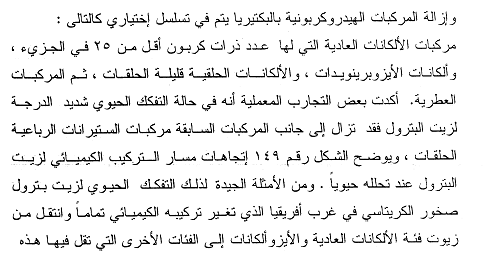 وإزالة المركبات الهيدروكربونية بالبكتيريا يتم في تسلسل إختياري كالتالى :
مركبات الألكانات العادية التي لها عدد ذرات كربون أقل من ٢٥ في الجزيء ،
وألكانات الأيزوبرينويدات ، والألكانات الحلقية قليلة الحلقات ، ثم المركبات
العطرية. أكدت بعض التجارب المعملية أنه في حالة التفكك الحيوي شديد الدرجة
لزيت البترول فقد تزال إلى جانب المركبات السابقة مركبات الستيرانات الرباعية
الحلقات ، ويوضح الشكل رقم ١٤٩ إتجاهات مسار التركيب الكيميائي لزيت
البترول عند تحلله حيوياً . ومن الأمثلة الجيدة لذلك التفكك الحيوي لزيت بترول
صخور الكريتاسي في غرب أفريقيا الذي تغير تركيبه الكيميائي تماماً وانتقل من
زيوت فئة الألكانات العادية والأيزوألكانات إلى الفئات الأخرى التي تقل فيها هذه